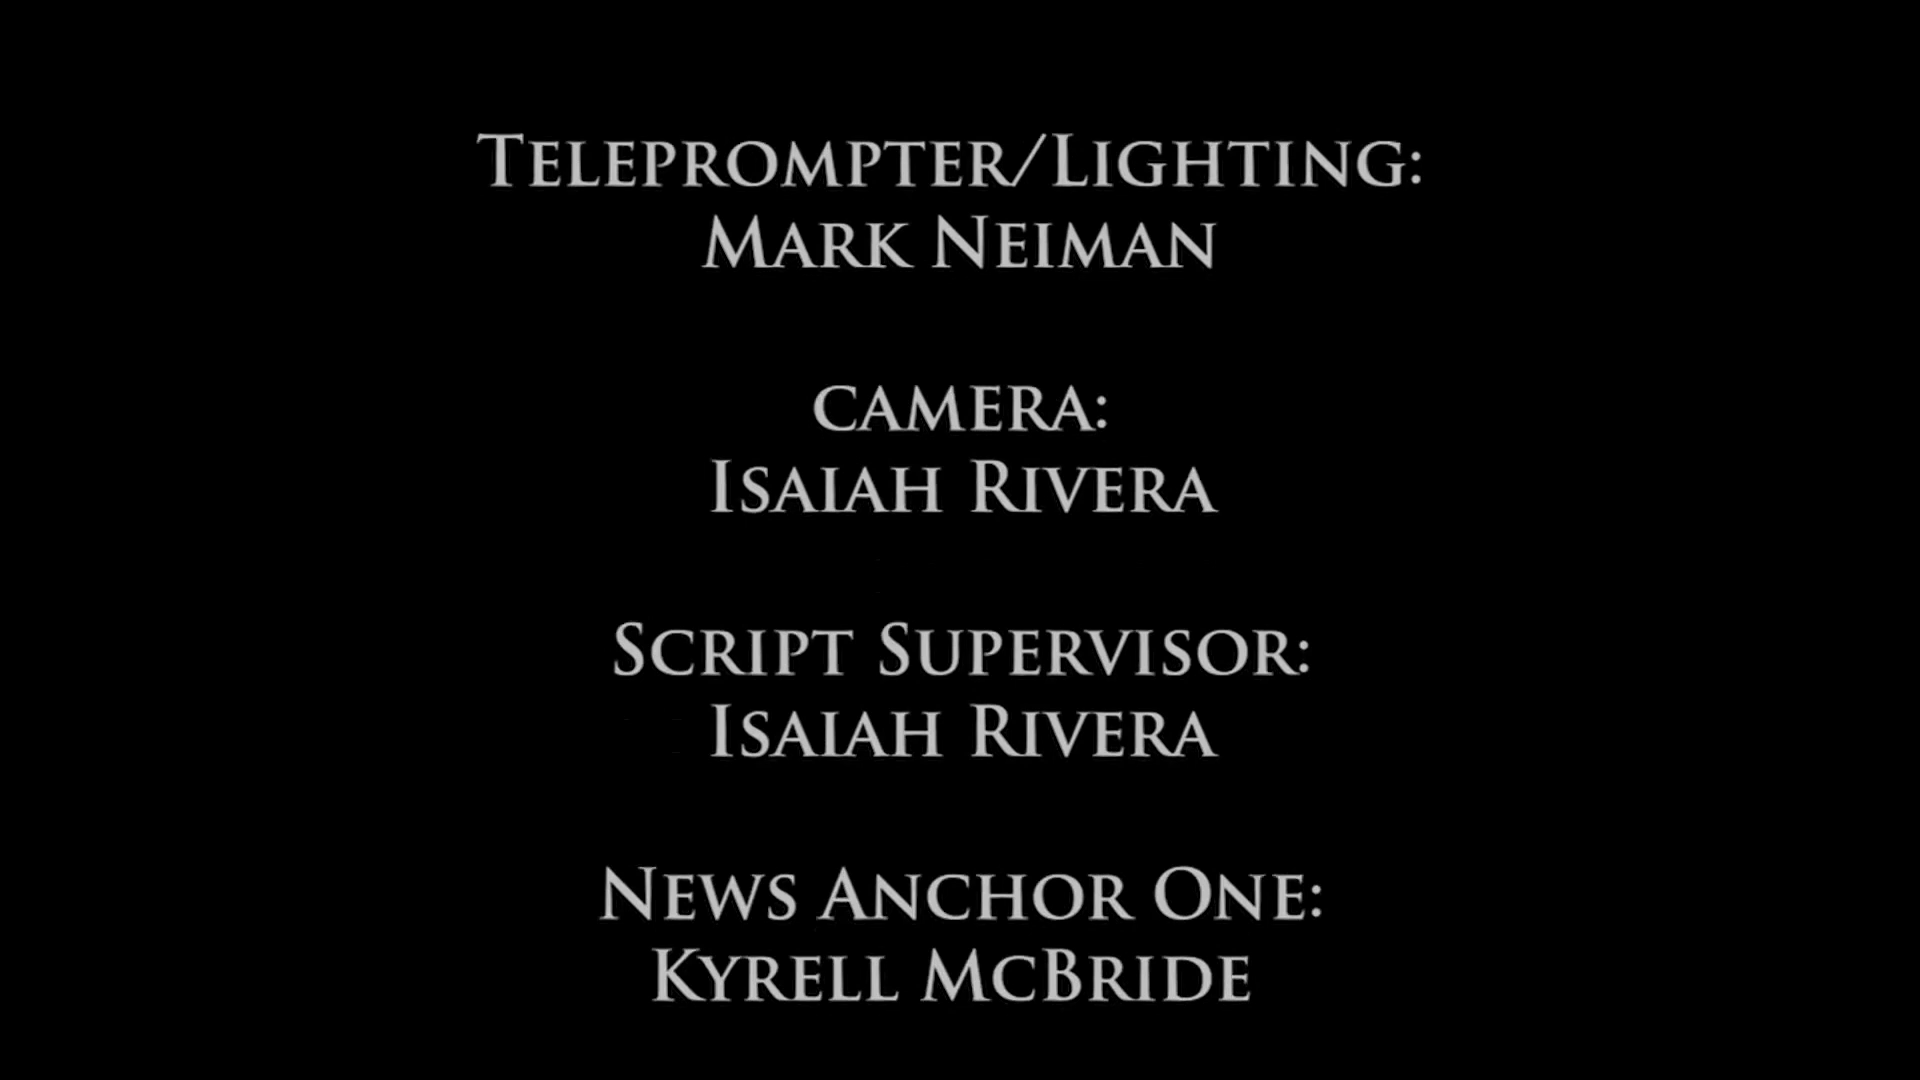 Teleprompter/Lighting:
Mark Neiman
camera:
Isaiah Rivera
Script Supervisor:
Isaiah Rivera
News Anchor One:
Kyrell McBride